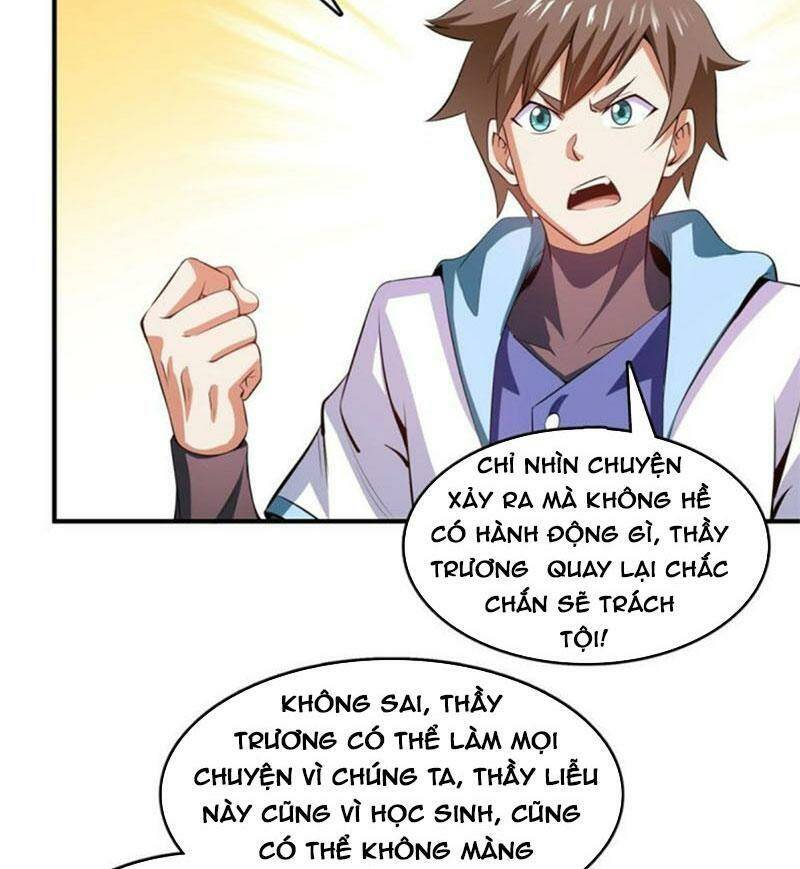 CHỈ NHÌN CHUYỆN
XẢY RA MÀ KHÔNG HỀ
CÓ HÀNH ĐỘNG GÌ, THẦY
TRƯƠNG QUAY LẠI CHẮC
CHẮN SẼ TRÁCH
TỘI!
KHÔNG SAI, THẦY
TRƯƠNG CÓ THỂ LÀM MỌI
CHUYỆN VÌ CHÚNG TA, THẦY LIỄU
NÀY CŨNG VÌ HỌC SINH, CŨNG
CÓ THỂ KHÔNG MÀNG